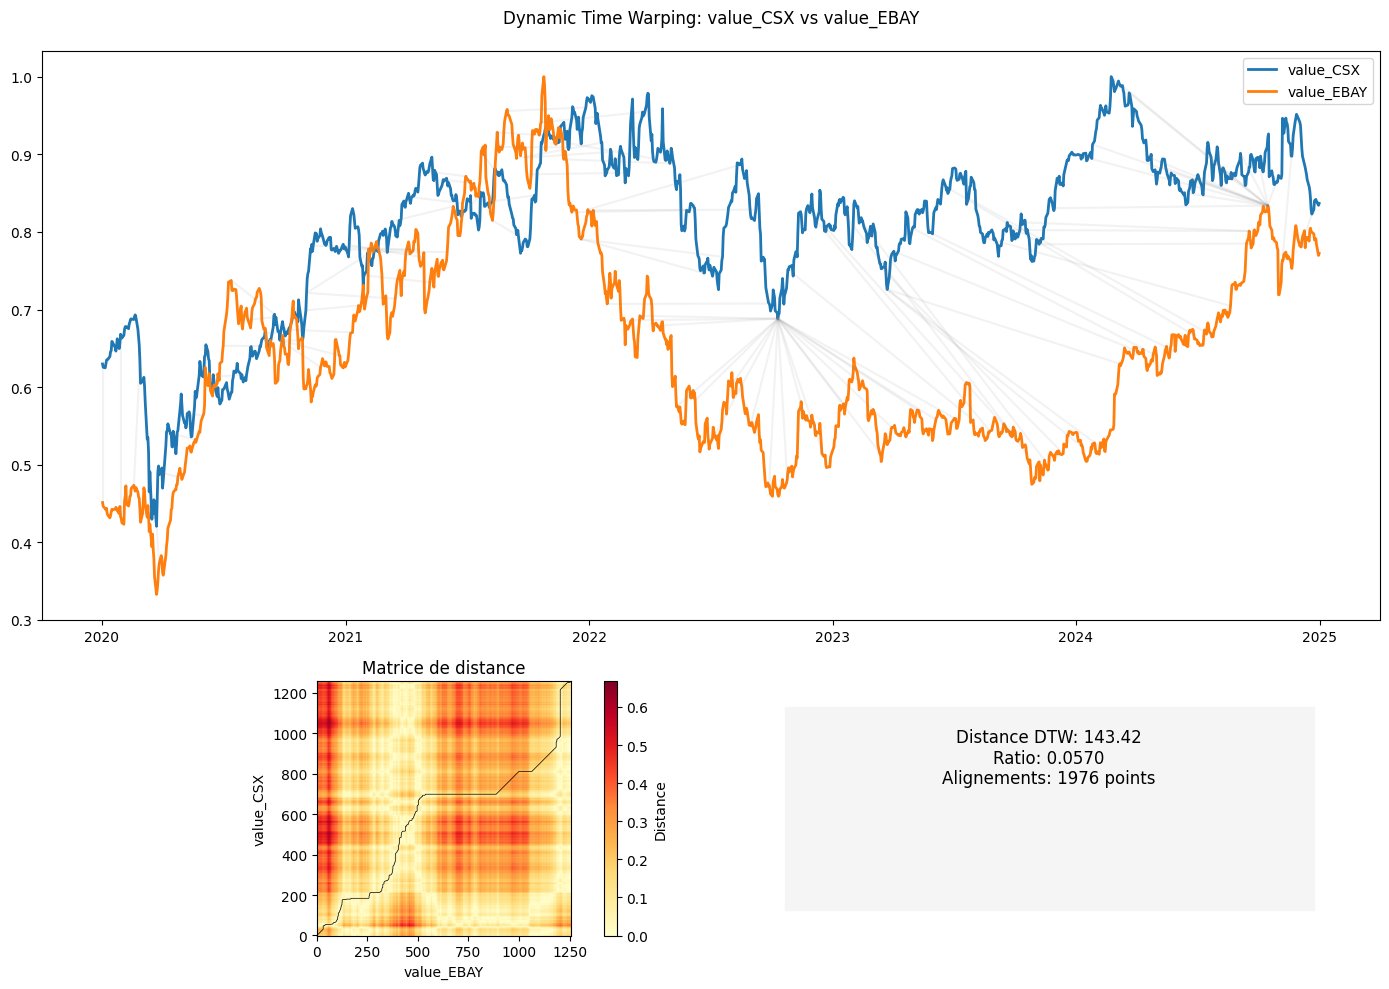 Dynamic Time Warping: value_CSX vs value_EBAY
value_CSX
value_EBAY
1.0
0.9
0.8
0.7
0.6
0.5
0.4
0.3
2020 2021 2022 2023 2024 2025
Matrice de distance
value_CSX
1200
1000
800
600
400
200
0
0 250 500 750 1000 1250
value_EBAY
0.6
0.5
0.4
0.3
0.2
0.1
0.0
Distance
Distance DTW: 143.42
Ratio: 0.0570
Alignements: 1976 points